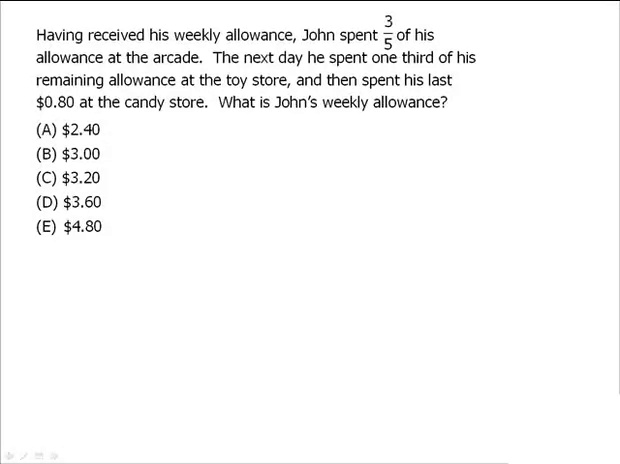 Having received his weekly allowance, John spent 3/5 of his
allowance at the arcade. The next day he spent one third of his
remaining allowance at the toy store, and then spent his last
$0.80 at the candy store. What is John's weekly allowance?
(A) $2.40
(B) $3.00
(C) $3.20
(D) $3.60
(E) $4.80